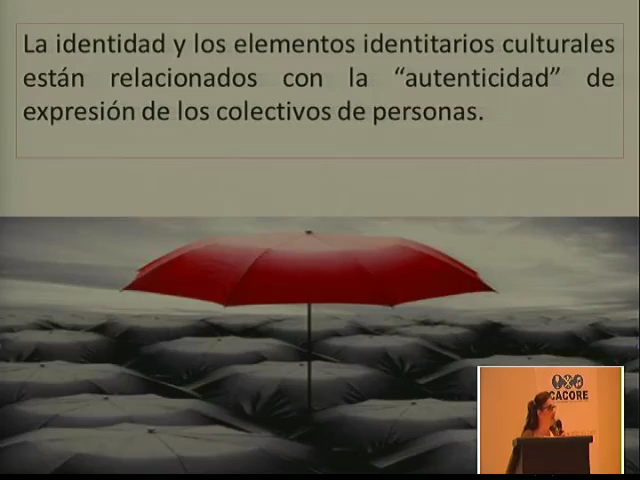 La identidad y los elementos identitarios culturales
están relacionados con la “autenticidad” de
expresión de los colectivos de personas.
CACORE